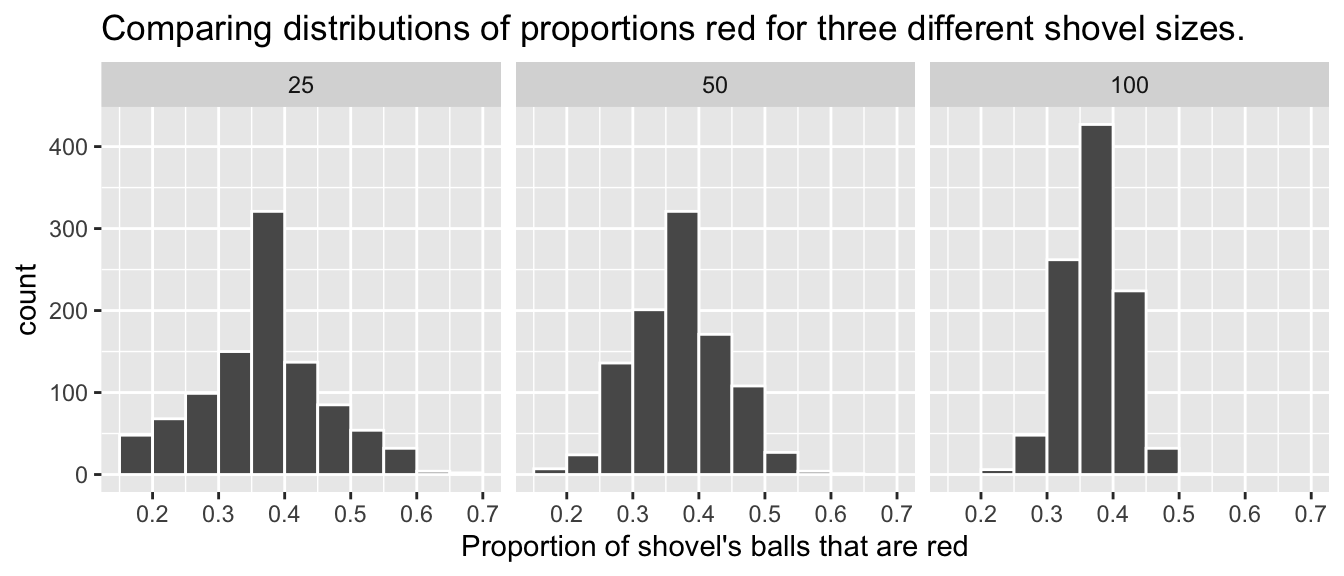 Comparing distributions of proportions red for three different shovel sizes.
25 50 100
count
400
300
200
100
0
0.2 0.3 0.4 0.5 0.6 0.7 0.2 0.3 0.4 0.5 0.6 0.7 0.2 0.3 0.4 0.5 0.6 0.7
Proportion of shovel's balls that are red